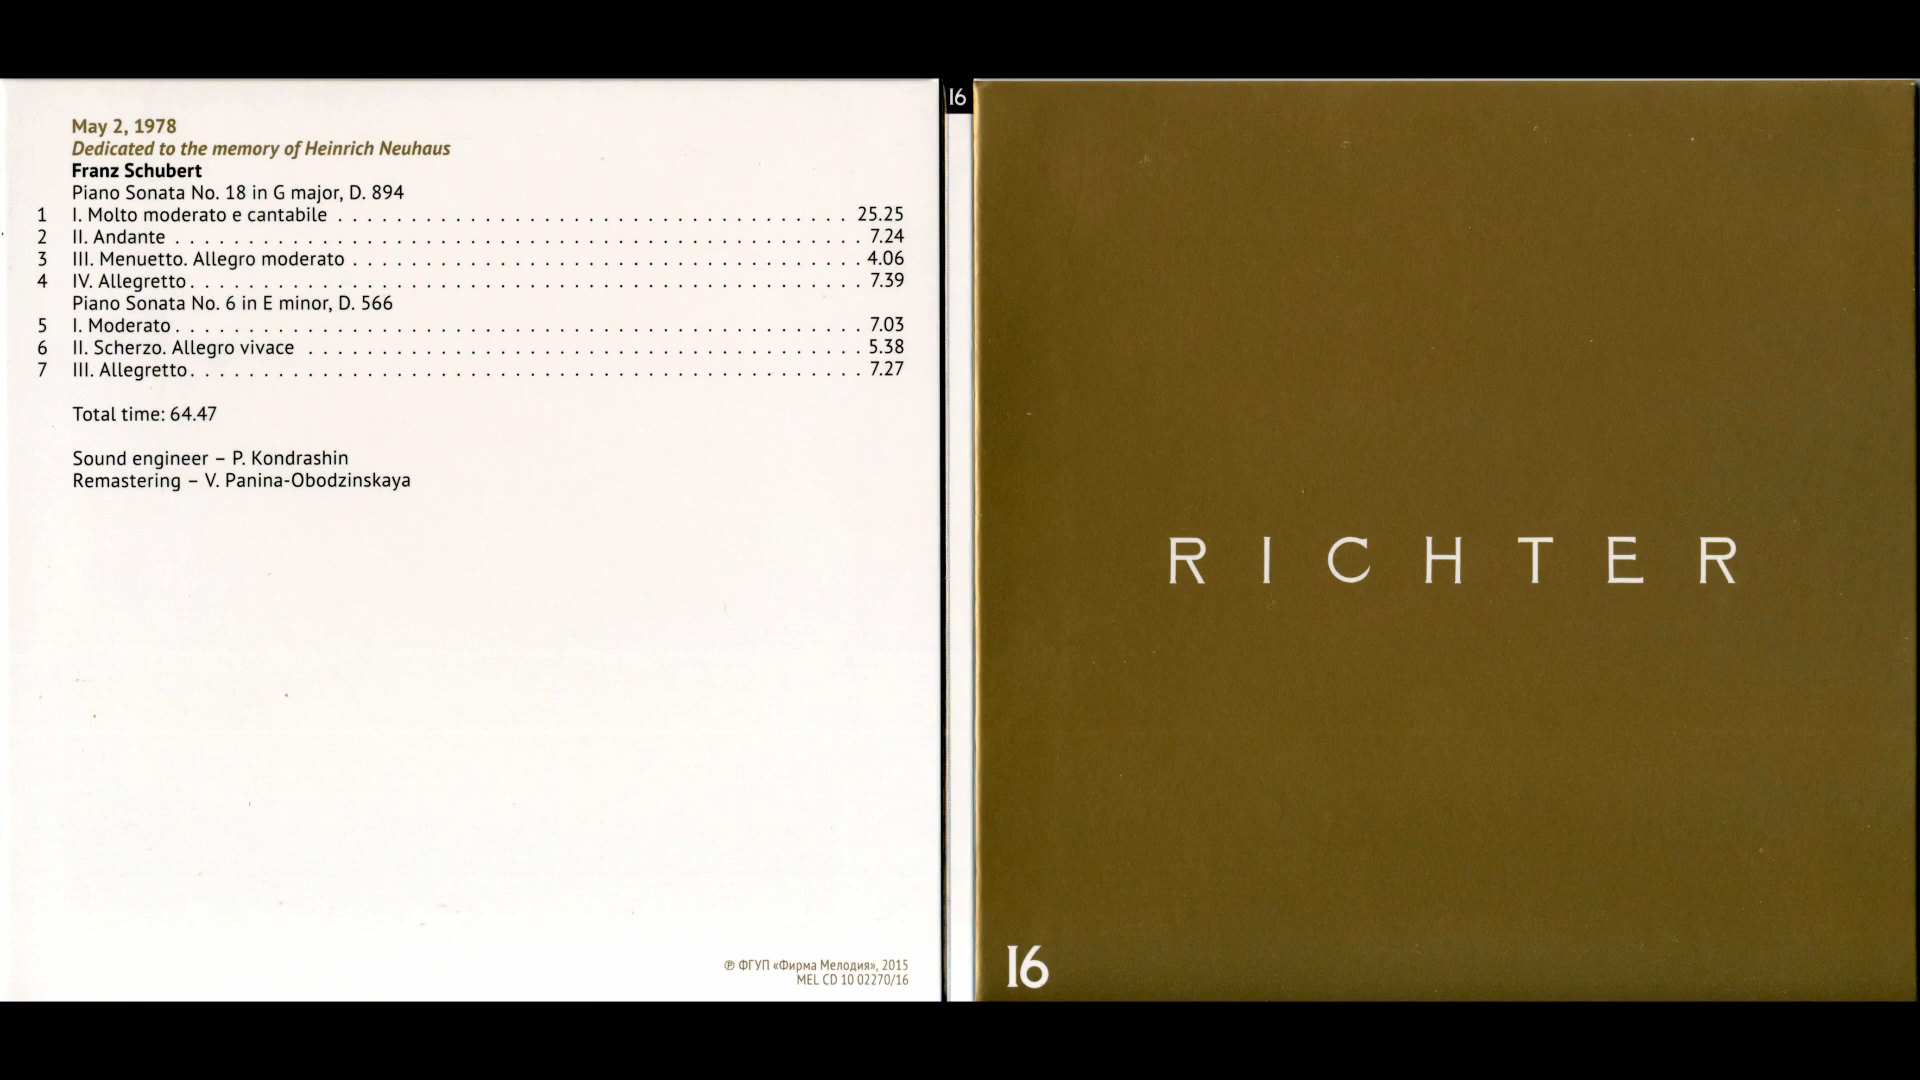 May 2, 1978
Dedicated to the memory of Heinrich Neuhaus
Franz Schubert
Piano Sonata No. 18 in G major, D. 894
1 I. Molto moderato e cantabile . . . . . . . . . . . . . . . . . . . . . . . . . . . . . . . . . . . 25.25
2 II. Andante . . . . . . . . . . . . . . . . . . . . . . . . . . . . . . . . . . . . . . . . . . . . . . . 7.24
3 III. Menuetto. Allegro moderato . . . . . . . . . . . . . . . . . . . . . . . . . . . . . . . . . . . 4.06
4 IV. Allegretto . . . . . . . . . . . . . . . . . . . . . . . . . . . . . . . . . . . . . . . . . . . . . . 7.39
Piano Sonata No. 6 in E minor, D. 566
5 I. Moderato . . . . . . . . . . . . . . . . . . . . . . . . . . . . . . . . . . . . . . . . . . . . . . . 7.03
6 II. Scherzo. Allegro vivace . . . . . . . . . . . . . . . . . . . . . . . . . . . . . . . . . . . . . . 5.38
7 III. Allegretto . . . . . . . . . . . . . . . . . . . . . . . . . . . . . . . . . . . . . . . . . . . . . . 7.27
Total time: 64.47
Sound engineer – P. Kondrashin
Remastering – V. Panina-Obodzinskaya
℗ ФГУП «Фирма Мелодия», 2015
MEL CD 10 02270/16
16
RICHTER
16